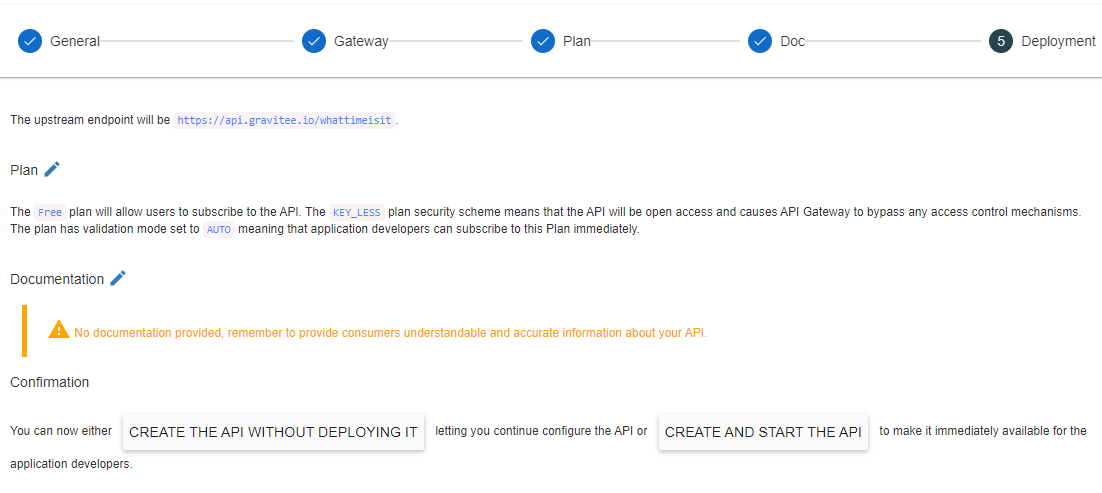 General Gateway Plan Doc 5 Deployment
The upstream endpoint will be https://api.gravitee.io/whattimeisit.
Plan
The Free plan will allow users to subscribe to the API. The KEY_LESS plan security scheme means that the API will be open access and causes API Gateway to bypass any access control mechanisms.
The plan has validation mode set to AUTO meaning that application developers can subscribe to this Plan immediately.
Documentation
No documentation provided, remember to provide consumers understandable and accurate information about your API.
Confirmation
You can now either CREATE THE API WITHOUT DEPLOYING IT letting you continue configure the API or CREATE AND START THE API to make it immediately available for the
application developers.